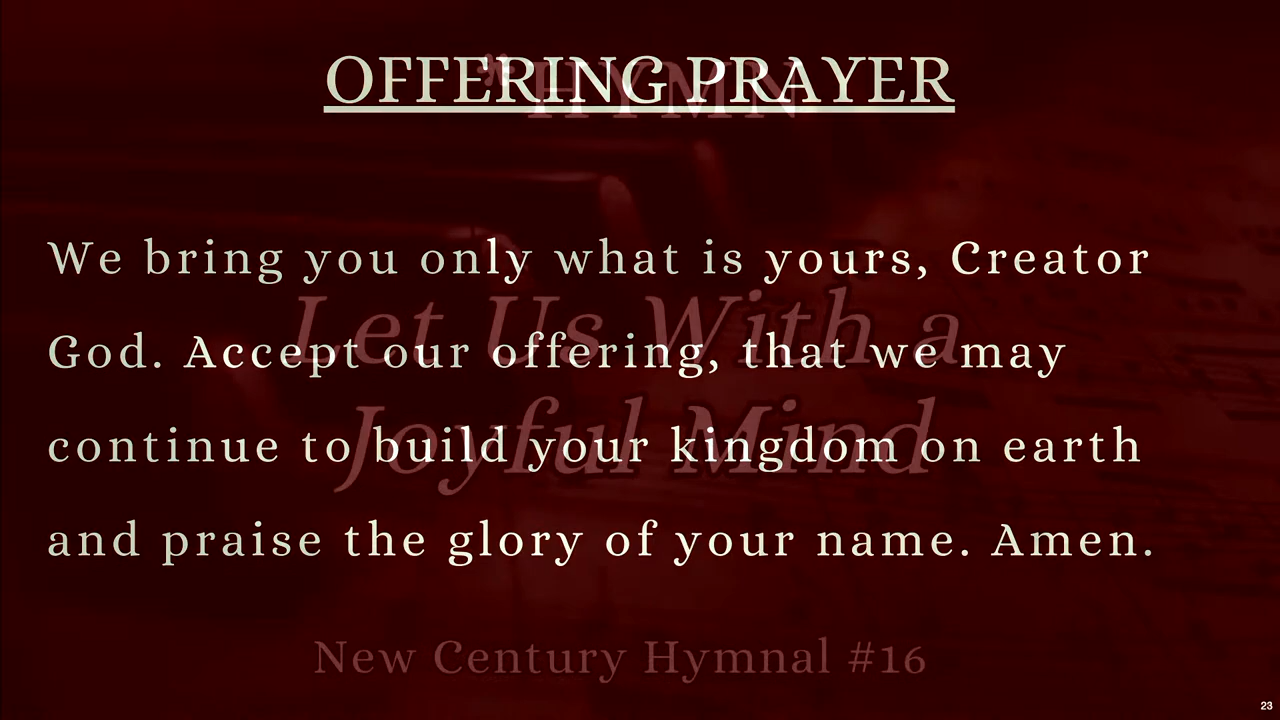 OFFERING PRAYER
*HYMN
We bring you only what is yours, Creator
Let Us With a
God. Accept our offering, that we may
Joyful Mind
continue to build your kingdom on earth
and praise the glory of your name. Amen.
New Century Hymnal #16
23